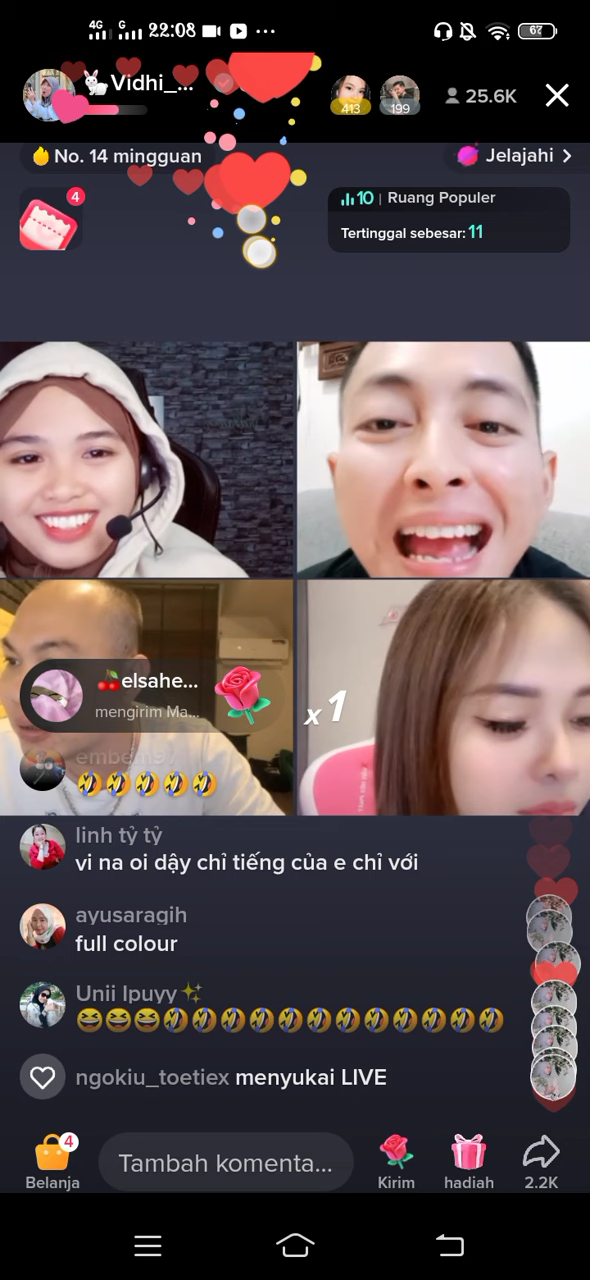 4G G 22:08 67
Vidhi_...
413 199 25.6K
No. 14 mingguan
Jelajahi
4
10 | Ruang Populer
Tertinggal sebesar: 11
elsahe...
mengirim Ma...
x1
linh tỷ tỷ
vi na oi dậy chỉ tiếng của e chỉ với
ayusaragih
full colour
Unii Ipuyy
ngokiu_toetiex menyukai LIVE
4
Tambah komenta...
Belanja Kirim hadiah 2.2K